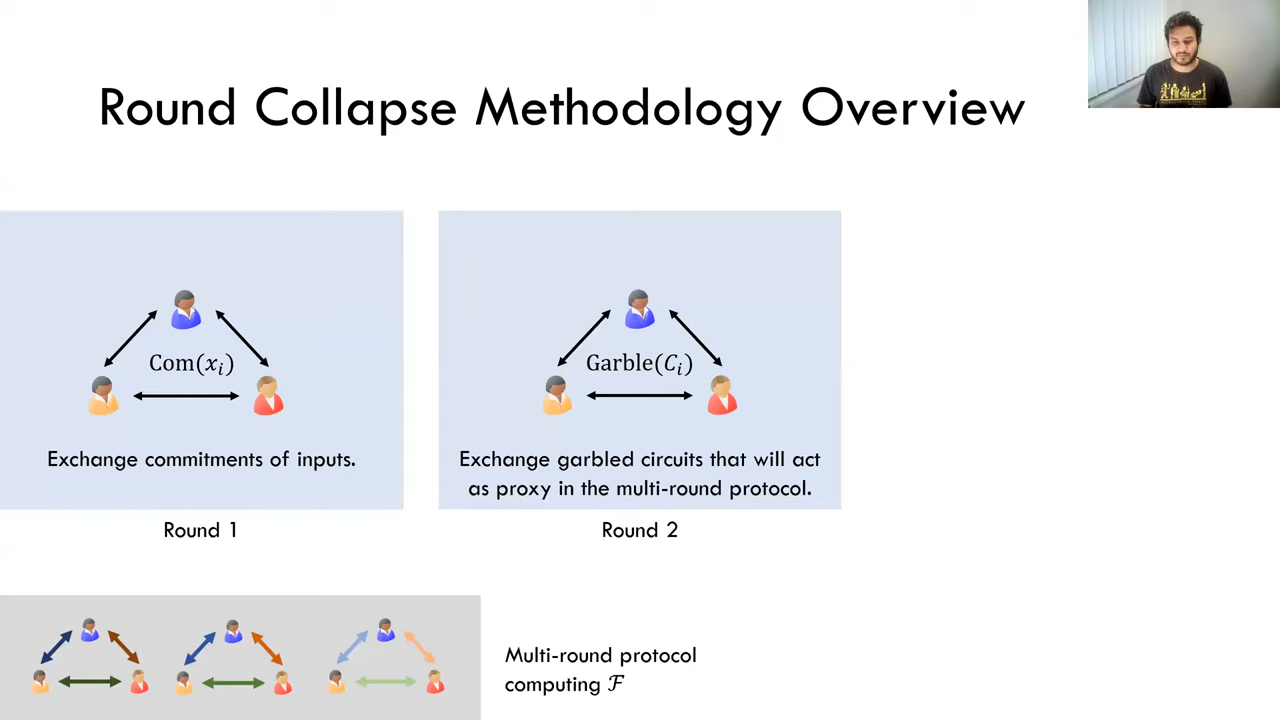 Round Collapse Methodology Overview
Com(xᵢ)
Exchange commitments of inputs.
Round 1
Garble(Cᵢ)
Exchange garbled circuits that will act
as proxy in the multi-round protocol.
Round 2
Multi-round protocol
computing ℱ